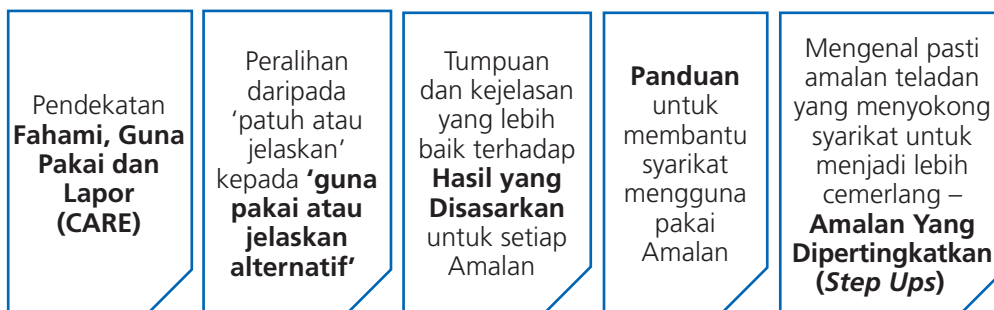 Pendekatan
Fahami, Guna
Pakai dan
Lapor
(CARE)
Peralihan
daripada
‘patuh atau
jelaskan’
kepada ‘guna
pakai atau
jelaskan
alternatif’
Tumpuan
dan kejelasan
yang lebih
baik terhadap
Hasil yang
Disasarkan
untuk setiap
Amalan
Panduan
untuk
membantu
syarikat
mengguna
pakai
Amalan
Mengenal pasti
amalan teladan
yang menyokong
syarikat untuk
menjadi lebih
cemerlang –
Amalan Yang
Dipertingkatkan
(Step Ups)